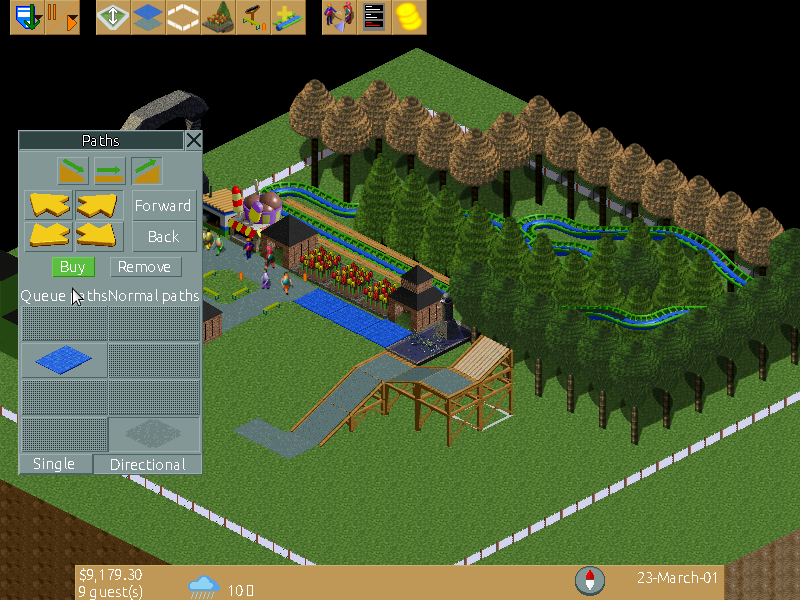 Paths
Forward
Back
Buy
Remove
Queue paths
Normal paths
Single
Directional
$9,179.30
9 guest(s)
10
23-March-01